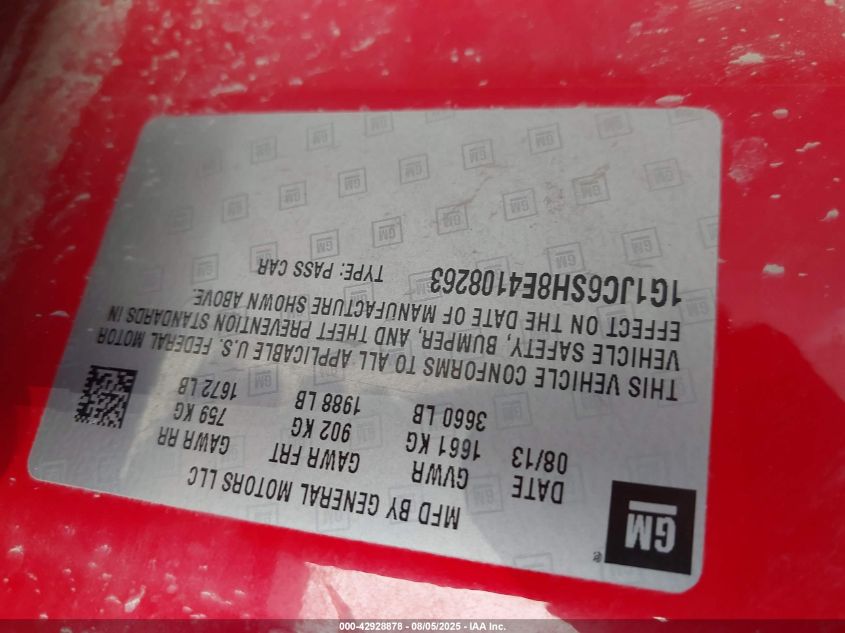 GM
®
MFD BY GENERAL MOTORS LLC
DATE GVWR GAWR FRT GAWR RR
08/13 1661 KG 902 KG 759 KG
3660 LB 1988 LB 1672 LB
THIS VEHICLE CONFORMS TO ALL APPLICABLE U.S. FEDERAL MOTOR
VEHICLE SAFETY, BUMPER, AND THEFT PREVENTION STANDARDS IN
EFFECT ON THE DATE OF MANUFACTURE SHOWN ABOVE
1G1JC6SH8E4108263 TYPE: PASS CAR
000-42928878 - 08/05/2025 - IAA Inc.